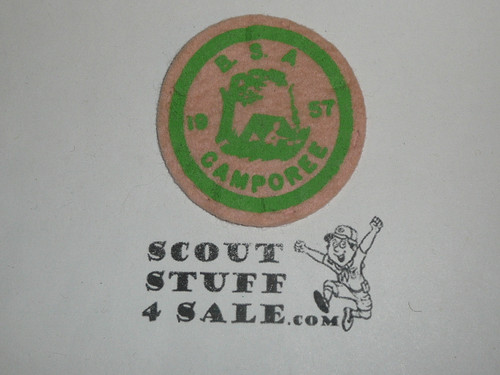 B. S. A
19 57
CAMPOREE
SCOUT
STUFF
4 SALE.COM